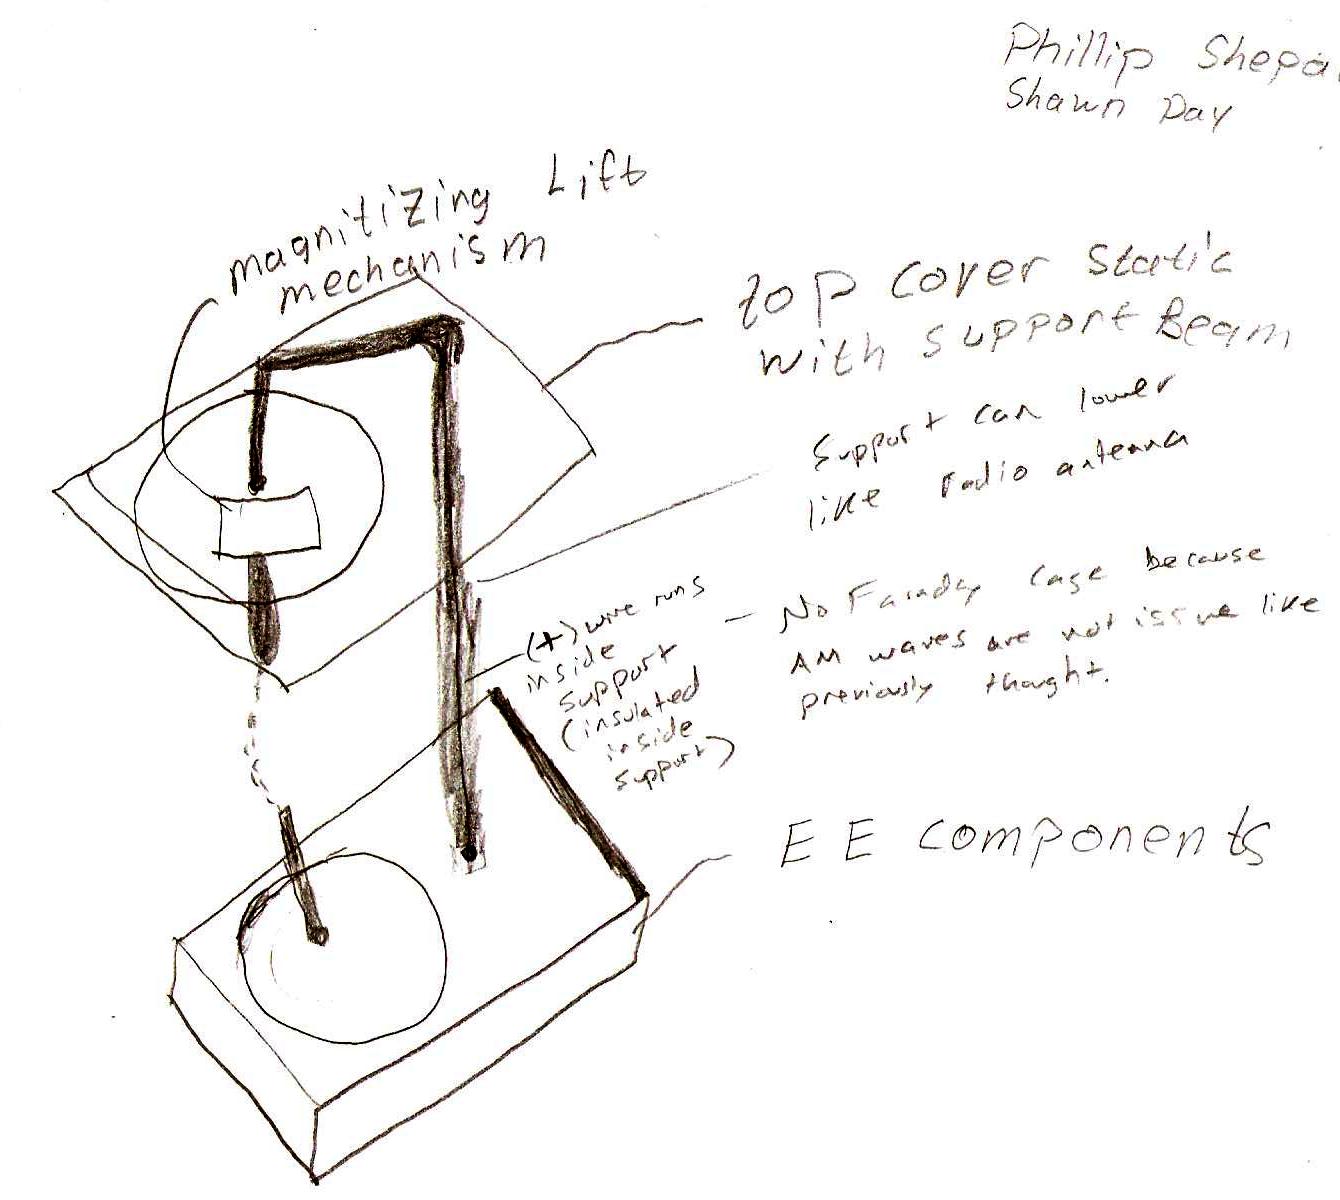 Phillip
Shawn Day
magnitizing Lift
mechanism
top cover static
with support Beam
Support can lower
like radio antenna
(+) wire runs
inside
support
(insulated
inside
support)
- No Faraday cage because
AM waves are not issue like
previously thought.
EE components